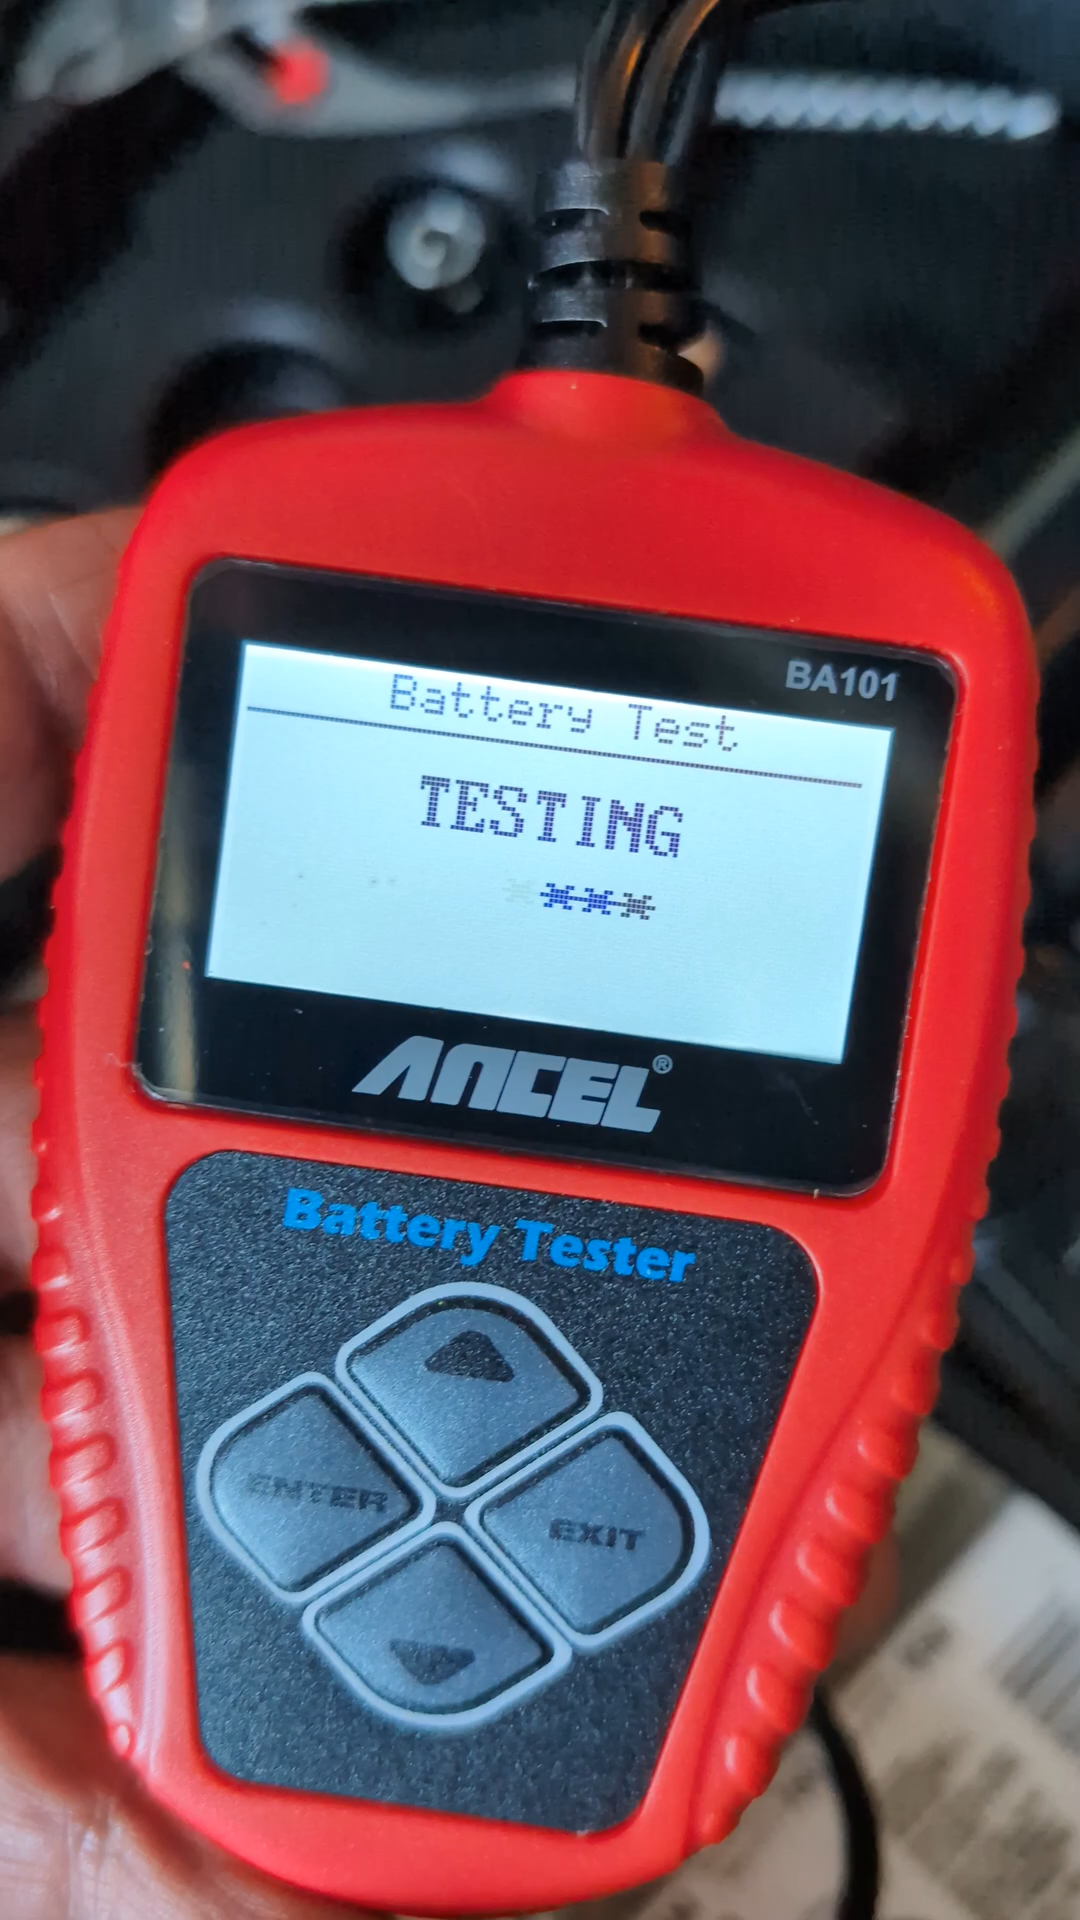 BA101
Battery Test
TESTING
***
ANCEL®
Battery Tester
ENTER
EXIT